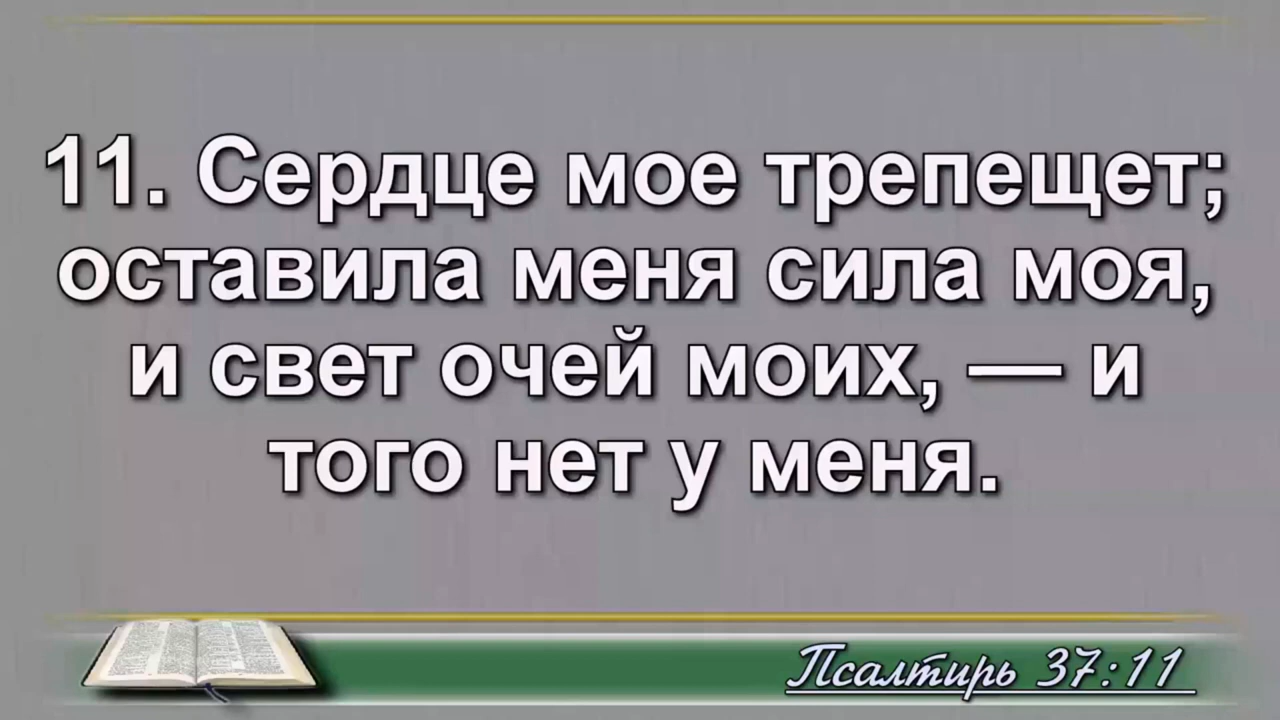 11. Сердце мое трепещет;
оставила меня сила моя,
и свет очей моих, — и
того нет у меня.
Псалтирь 37:11